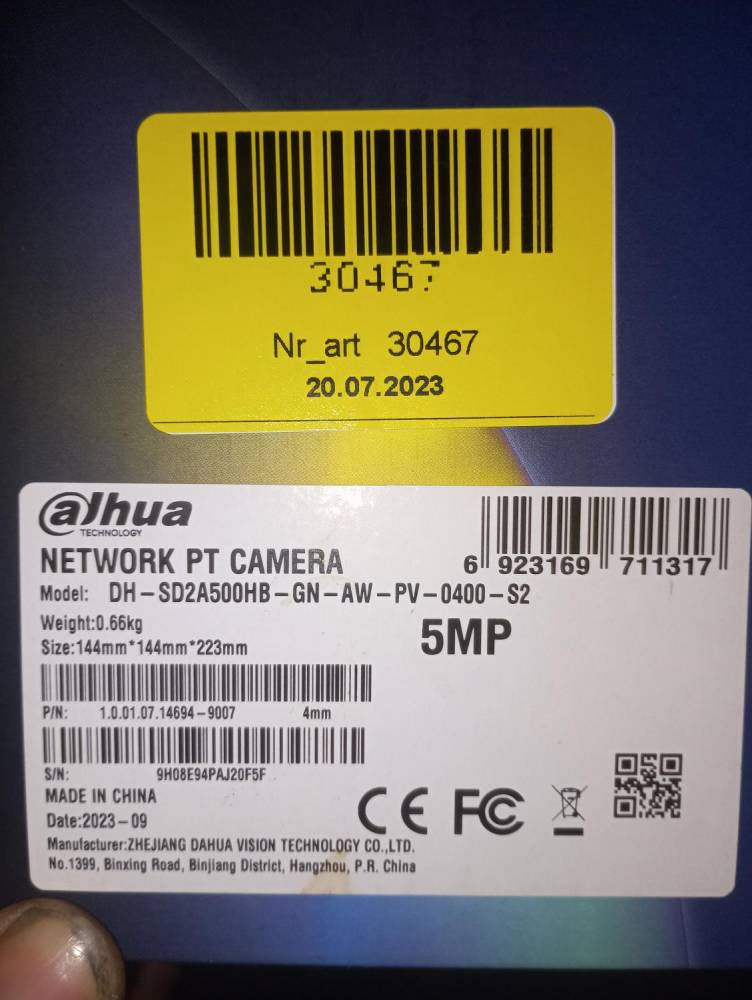 30467
Nr_art 30467
20.07.2023
alhua
TECHNOLOGY
NETWORK PT CAMERA
6 923169 711317
Model: DH-SD2A500HB-GN-AW-PV-0400-S2
Weight:0.66kg
5MP
Size:144mm*144mm*223mm
P/N: 1.0.01.07.14694-9007 4mm
S/N: 9H08E94PAJ20F5F
MADE IN CHINA
CE FC
Date:2023-09
Manufacturer:ZHEJIANG DAHUA VISION TECHNOLOGY CO.,LTD.
No.1399, Binxing Road, Binjiang District, Hangzhou, P.R. China